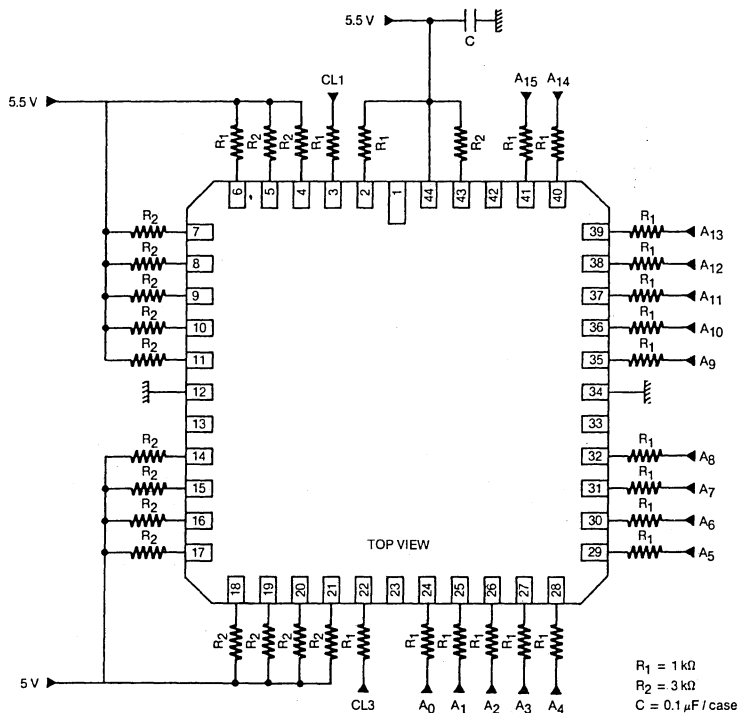 5.5 V
C
5.5 V
CL1
A15 A14
R1 R2 R2 R1 R1 R2 R1 R1
6 5 4 3 2 1 44 43 42 41 40
R2 7 39 R1 A13
R2 8 38 R1 A12
R2 9 37 R1 A11
R2 10 36 R1 A10
R2 11 35 R1 A9
12 34
13 33
R2 14 32 R1 A8
R2 15 31 R1 A7
R2 16 30 R1 A6
R2 17 29 R1 A5
TOP VIEW
18 19 20 21 22 23 24 25 26 27 28
R2 R2 R2 R2 R1 R1 R1 R1 R1 R1
5 V
CL3 A0 A1 A2 A3 A4
R1 = 1 kΩ
R2 = 3 kΩ
C = 0.1 μF / case